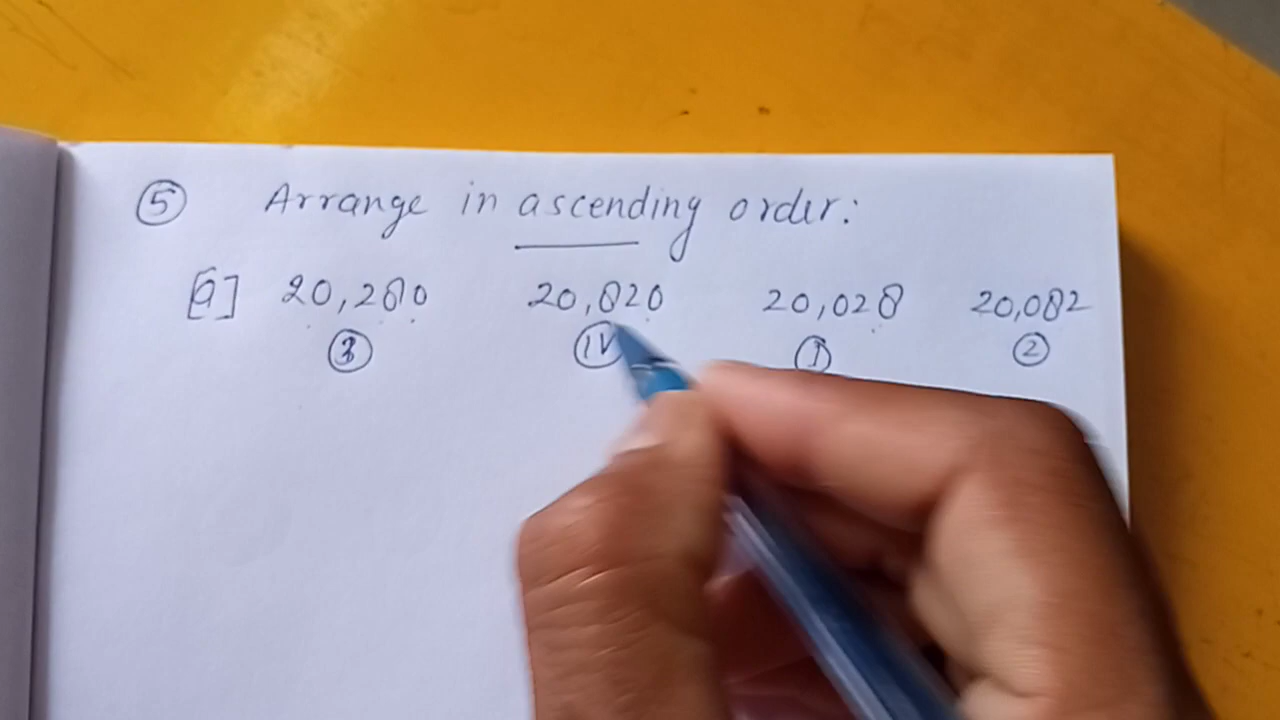 ⑤ Arrange in ascending order:
[a] 20,280 20,820 20,028 20,082
③ ⓘⓥ ① ②